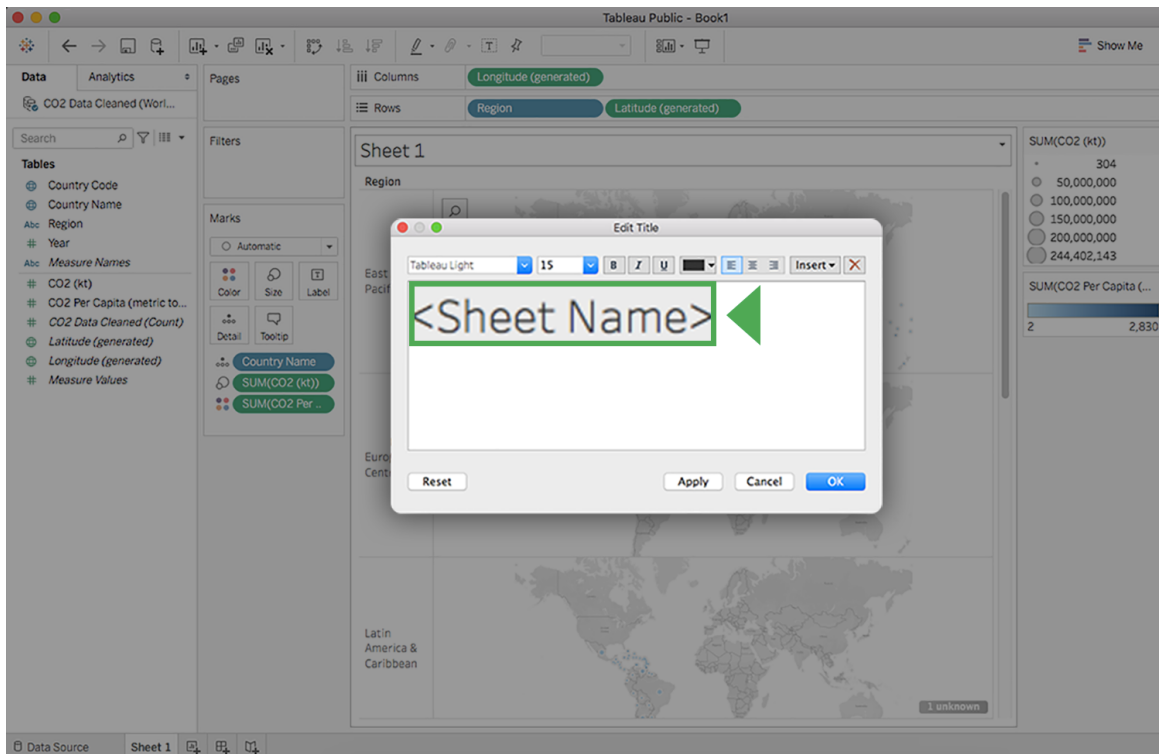 Tableau Public - Book1
Show Me
Data
Analytics
Pages
iii Columns
Longitude (generated)
CO2 Data Cleaned (Worl...
Rows
Region
Latitude (generated)
Search
Filters
Sheet 1
SUM(CO2 (kt))
304
50,000,000
100,000,000
150,000,000
200,000,000
244,402,143
SUM(CO2 Per Capita (...
2
2,830
Tables
Country Code
Country Name
Abc Region
# Year
Abc Measure Names
# CO2 (kt)
# CO2 Per Capita (metric to...
# CO2 Data Cleaned (Count)
Latitude (generated)
Longitude (generated)
# Measure Values
Marks
Automatic
Color
Size
Label
Detail
Tooltip
Country Name
SUM(CO2 (kt))
SUM(CO2 Per ..
Region
East
Pacif
Euro
Cent
Latin
America &
Caribbean
1 unknown
Edit Title
Tableau Light
15
B I U
Insert
<Sheet Name>
Reset
Apply
Cancel
OK
Data Source
Sheet 1